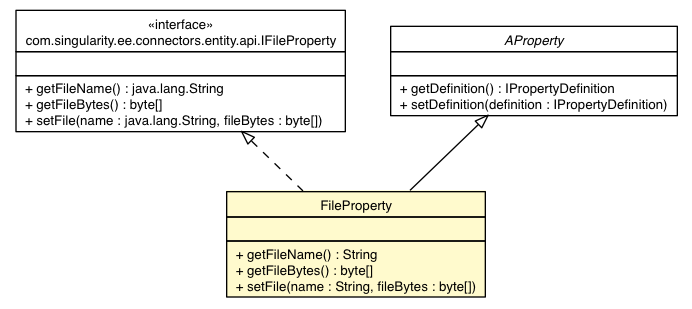 «interface»
com.singularity.ee.connectors.entity.api.IFileProperty
+ getFileName() : java.lang.String
+ getFileBytes() : byte[]
+ setFile(name : java.lang.String, fileBytes : byte[])
AProperty
+ getDefinition() : IPropertyDefinition
+ setDefinition(definition : IPropertyDefinition)
FileProperty
+ getFileName() : String
+ getFileBytes() : byte[]
+ setFile(name : String, fileBytes : byte[])